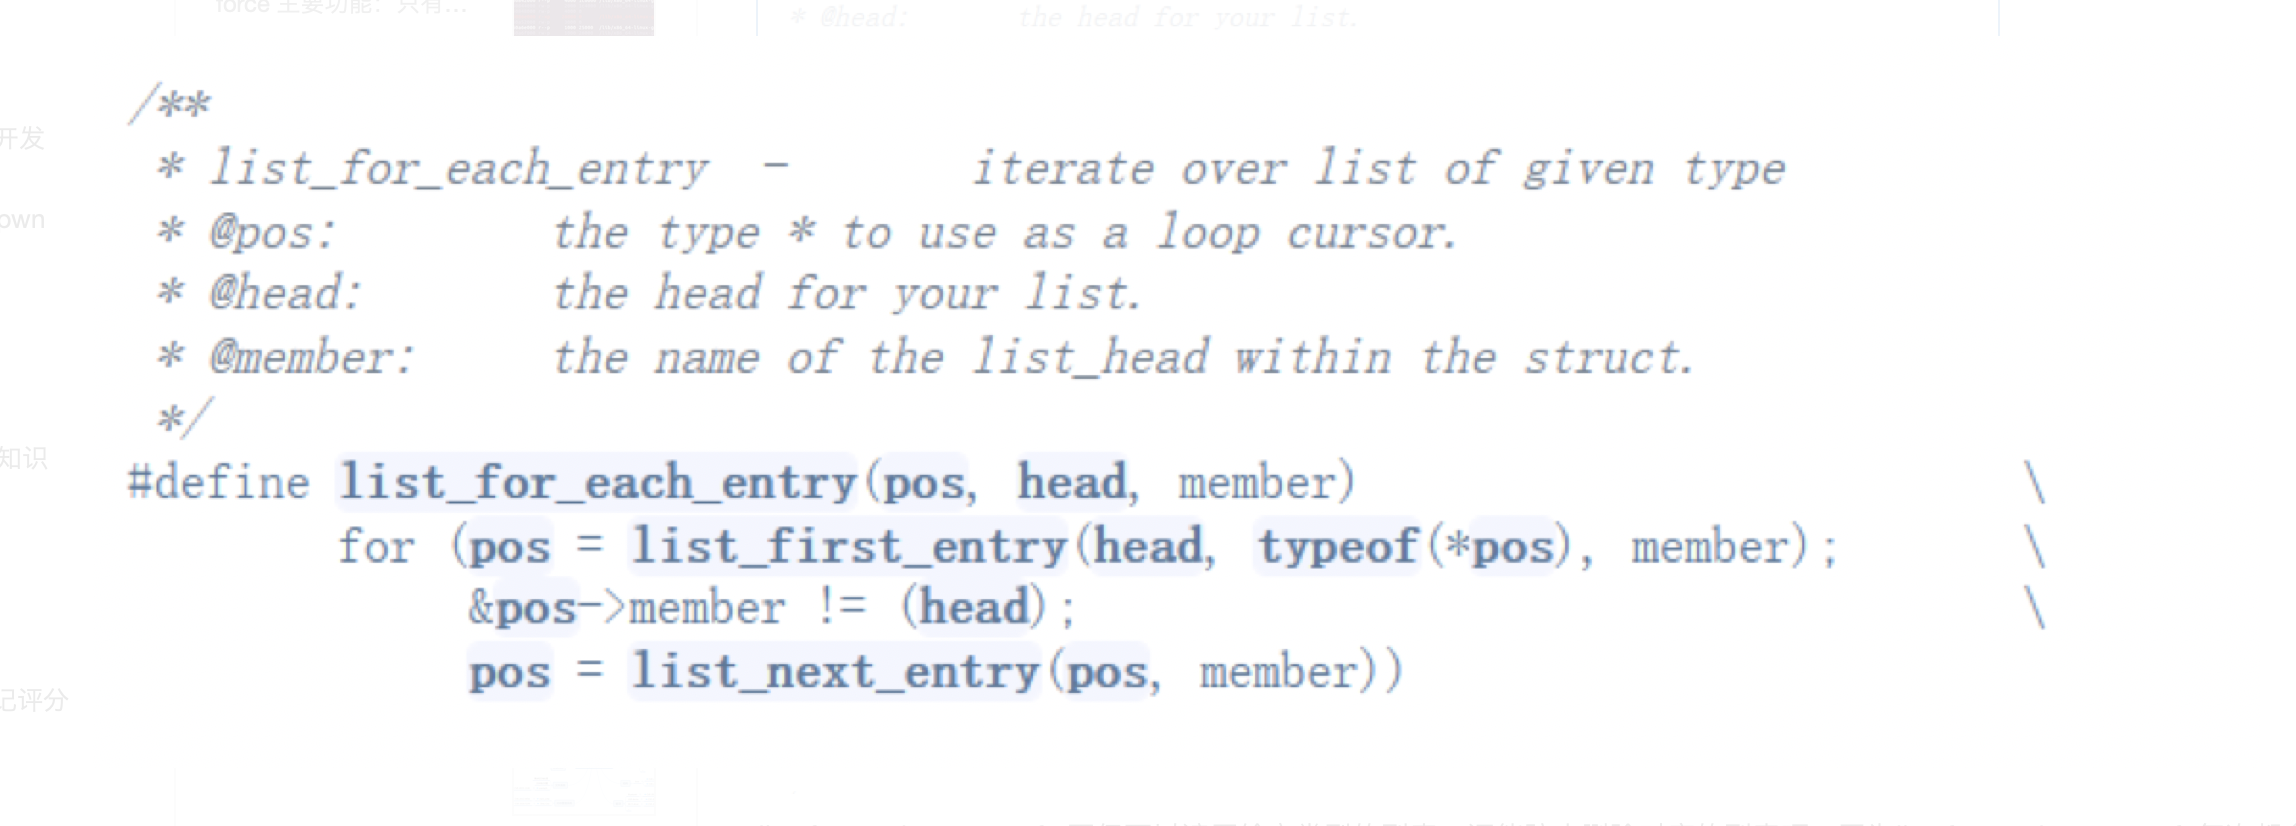 force 主要功能：只有...
* @head: the head for your list.
/**
开发
* list_for_each_entry - iterate over list of given type
own
* @pos: the type * to use as a loop cursor.
* @head: the head for your list.
* @member: the name of the list_head within the struct.
*/
知识
#define list_for_each_entry(pos, head, member) \
for (pos = list_first_entry(head, typeof(*pos), member); \
&pos->member != (head); \
pos = list_next_entry(pos, member))
记评分